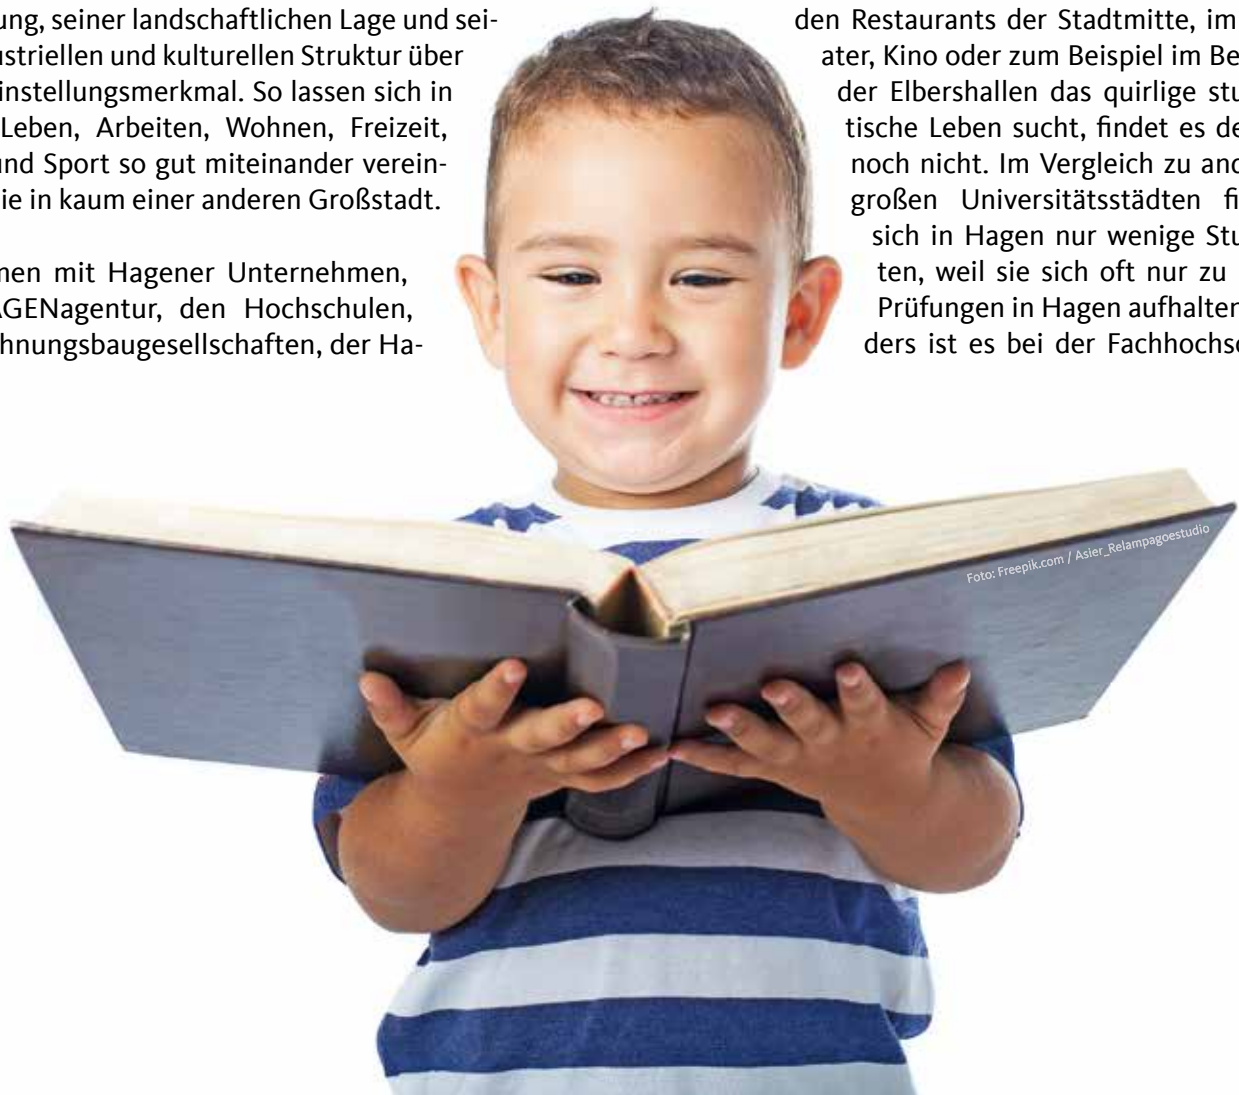 ung, seiner landschaftlichen Lage und sei-
ustriellen und kulturellen Struktur über
instellungsmerkmal. So lassen sich in
Leben, Arbeiten, Wohnen, Freizeit,
und Sport so gut miteinander verein-
ie in kaum einer anderen Großstadt.
men mit Hagener Unternehmen,
AGENagentur, den Hochschulen,
hnungsbaugesellschaften, der Ha-
den Restaurants der Stadtmitte, im
ater, Kino oder zum Beispiel im Be
der Elbershallen das quirlige stu
tische Leben sucht, findet es de
noch nicht. Im Vergleich zu and
großen Universitätsstädten fi
sich in Hagen nur wenige Stu
ten, weil sie sich oft nur zu
Prüfungen in Hagen aufhalten
ders ist es bei der Fachhochsc
Foto: Freepik.com / Asier_Relampagoestudio